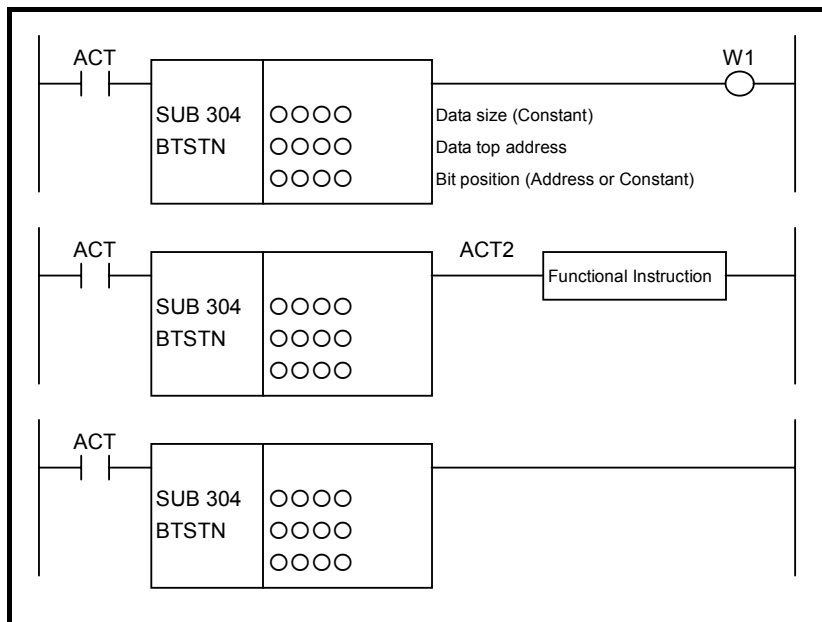 ACT W1
SUB 304 ○○○○ Data size (Constant)
BTSTN ○○○○ Data top address
○○○○ Bit position (Address or Constant)
ACT ACT2 Functional Instruction
SUB 304 ○○○○
BTSTN ○○○○
○○○○
ACT
SUB 304 ○○○○
BTSTN ○○○○
○○○○